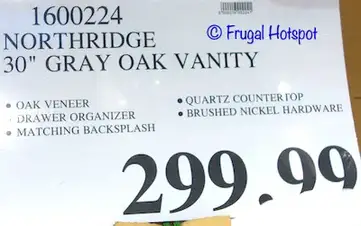 © Frugal Hotspot
1600224
NORTHRIDGE
30" GRAY OAK VANITY
• OAK VENEER
• DRAWER ORGANIZER
• MATCHING BACKSPLASH
• QUARTZ COUNTERTOP
• BRUSHED NICKEL HARDWARE
299.99